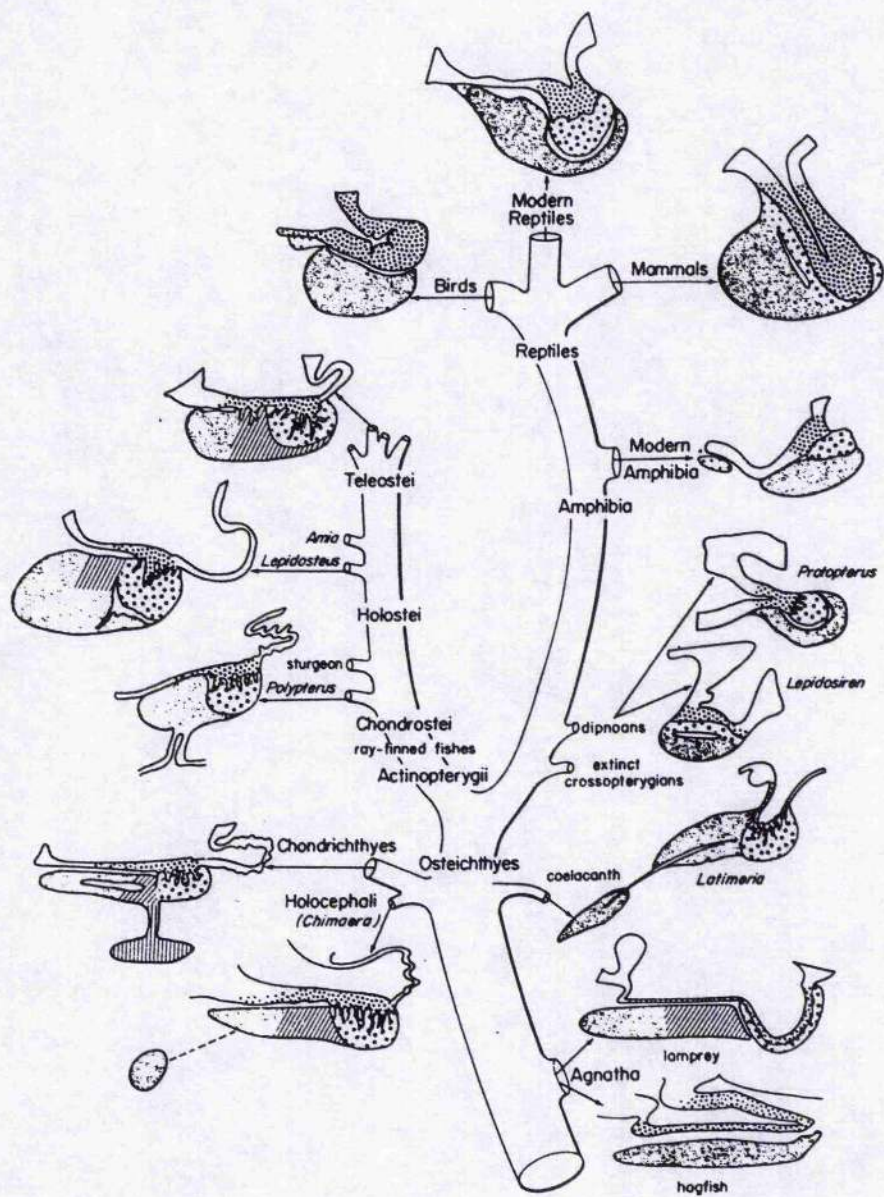 Modern
Reptiles
Birds
Mammals
Reptiles
Modern
Amphibia
Teleostei
Amphibia
Amia
Lepidosteus
Protopterus
Holostei
sturgeon
Polypterus
Lepidosiren
Chondrostei
dipnoans
ray-finned fishes
Actinopterygii
extinct
crossopterygians
Chondrichthyes
Osteichthyes
coelacanth
Latimeria
Holocephali
(Chimaera)
lamprey
Agnatha
hogfish